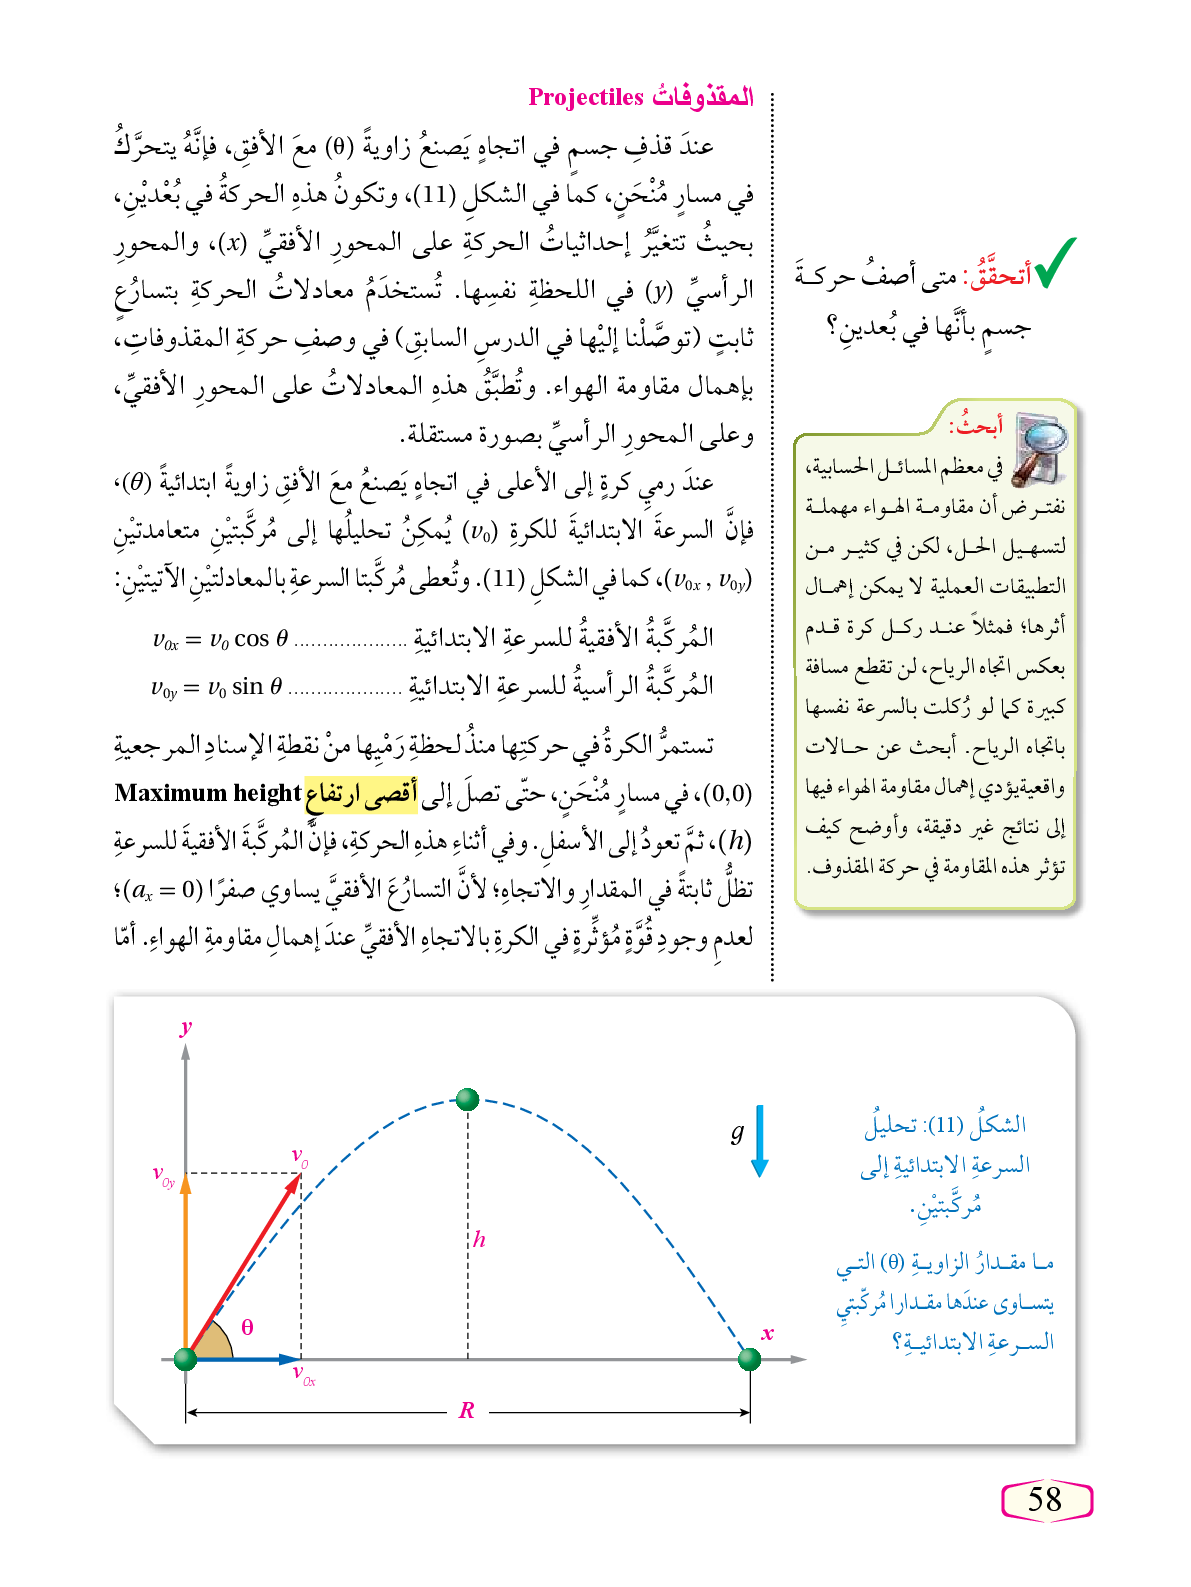 المقذوفاتُ Projectiles
عندَ قذفِ جسمٍ في اتجاهٍ يَصنعُ زاويةً (θ) معَ الأفقِ، فإنَّهُ يتحرَّكُ
في مسارٍ مُنْحَنٍ، كما في الشكلِ (11)، وتكونُ هذهِ الحركةُ في بُعْديْنِ،
بحيثُ تتغيَّرُ إحداثياتُ الحركةِ على المحورِ الأفقيِّ (x)، والمحورِ
الرأسيِّ (y) في اللحظةِ نفسِها. تُستخدَمُ معادلاتُ الحركةِ بتسارُعٍ
ثابتٍ (توصَّلْنا إليْها في الدرسِ السابقِ) في وصفِ حركةِ المقذوفاتِ،
بإهمال مقاومة الهواء. وتُطبَّقُ هذهِ المعادلاتُ على المحورِ الأفقيِّ،
وعلى المحورِ الرأسيِّ بصورة مستقلة.
عندَ رميِ كرةٍ إلى الأعلى في اتجاهٍ يَصنعُ معَ الأفقِ زاويةً ابتدائيةً (θ)،
فإنَّ السرعةَ الابتدائيةَ للكرةِ (v₀) يُمكِنُ تحليلُها إلى مُركَّبتيْنِ متعامدتيْنِ
(v₀x , v₀y)، كما في الشكلِ (11). وتُعطى مُركَّبتا السرعةِ بالمعادلتيْنِ الآتيتيْنِ:
المُركَّبةُ الأفقيةُ للسرعةِ الابتدائيةِ .................... v₀x = v₀ cos θ
المُركَّبةُ الرأسيةُ للسرعةِ الابتدائيةِ .................... v₀y = v₀ sin θ
تستمرُّ الكرةُ في حركتِها منذُ لحظةِ رَمْيِها منْ نقطةِ الإسنادِ المرجعيةِ
(0,0)، في مسارٍ مُنْحَنٍ، حتّى تصلَ إلى أقصى ارتفاعٍ Maximum height
(h)، ثمَّ تعودُ إلى الأسفلِ. وفي أثناءِ هذهِ الحركةِ، فإنَّ المُركَّبةَ الأفقيةَ للسرعةِ
تظلُّ ثابتةً في المقدارِ والاتجاهِ؛ لأنَّ التسارُعَ الأفقيَّ يساوي صفرًا (aₓ = 0)؛
لعدمِ وجودِ قُوَّةٍ مُؤثِّرةٍ في الكرةِ بالاتجاهِ الأفقيِّ عندَ إهمالِ مقاومةِ الهواءِ. أمّا
أتحقَّقُ: متى أصفُ حركةَ
جسمٍ بأنَّها في بُعدينِ؟
أبحثُ:
في معظم المسائل الحسابية،
نفترض أن مقاومة الهواء مهملة
لتسهيل الحل، لكن في كثير من
التطبيقات العملية لا يمكن إهمال
أثرها؛ فمثلاً عند ركل كرة قدم
بعكس اتجاه الرياح، لن تقطع مسافة
كبيرة كما لو رُكلت بالسرعة نفسها
باتجاه الرياح. أبحث عن حالات
واقعيةيؤدي إهمال مقاومة الهواء فيها
إلى نتائج غير دقيقة، وأوضح كيف
تؤثر هذه المقاومة في حركة المقذوف.
y
v₀
v₀y
h
g
θ
x
v₀x
R
الشكلُ (11): تحليلُ
السرعةِ الابتدائيةِ إلى
مُركَّبتيْنِ.
ما مقدارُ الزاويةِ (θ) التي
يتساوى عندَها مقدارا مُركّبتيِ
السرعةِ الابتدائيةِ؟
58